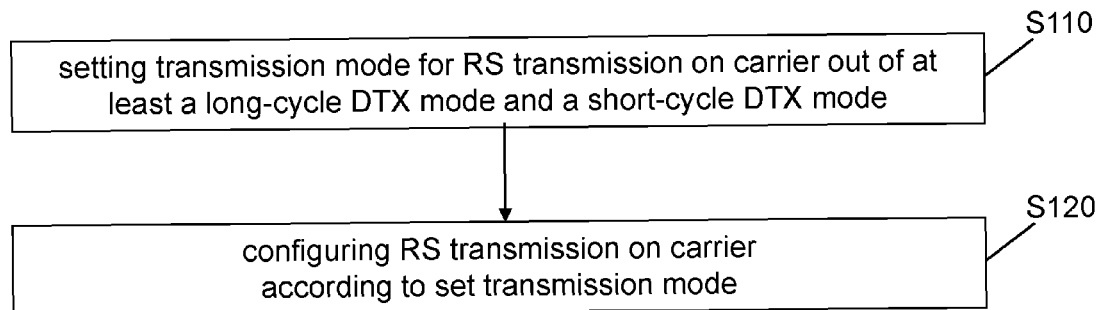 S110
setting transmission mode for RS transmission on carrier out of at
least a long-cycle DTX mode and a short-cycle DTX mode
S120
configuring RS transmission on carrier
according to set transmission mode